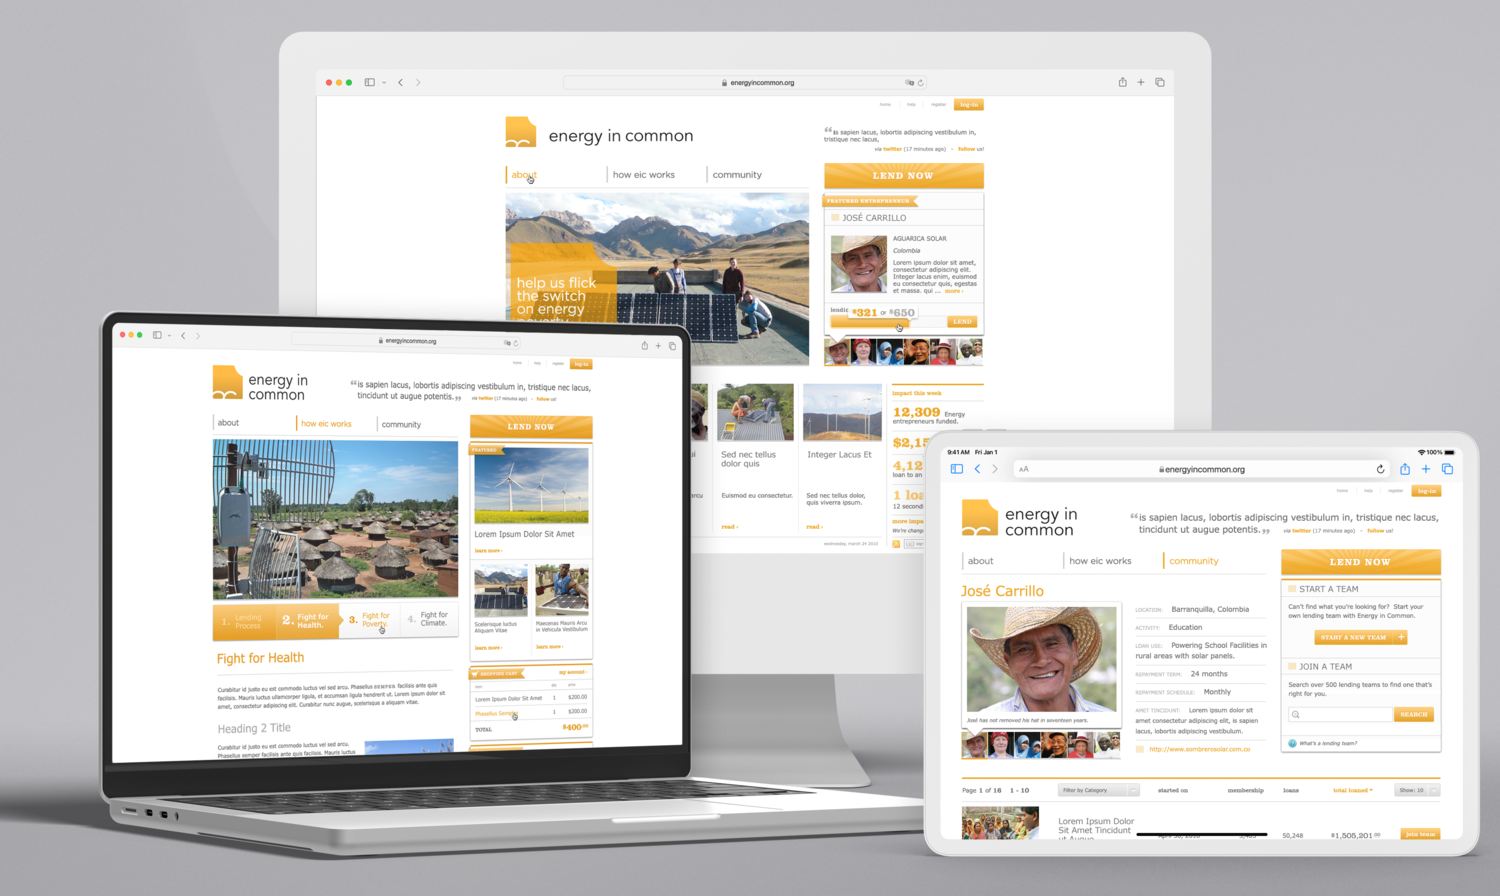 energyincommon.org
home
help
register
log-in
energy in common
“is sapien lacus, lobortis adipiscing vestibulum in,
tristique nec lacus,
via twitter (17 minutes ago) - follow us!
about
how eic works
community
LEND NOW
help us flick
the switch
on energy
poverty
FEATURED ENTREPRENEUR
JOSÉ CARRILLO
AGUARICA SOLAR
Colombia
Lorem ipsum dolor sit amet,
consectetur adipiscing elit.
Integer lacus enim, euismod
eu consectetur quis, egestas
et massa. qui ... more ›
$321 OF $650
LEND
Sed nec tellus
dolor quis
Euismod eu consectetur.
read ›
Integer Lacus Et
Sed nec tellus dolor,
quis viverra ipsum.
read ›
impact this week
12,309 Energy
entrepreneurs funded.
$2,15
4,12
loan to an
1 loa
12 second
more impa
We're chang
wednesday, march 24 2010
energyincommon.org
home
help
register
log-in
energy in
common
“is sapien lacus, lobortis adipiscing vestibulum in, tristique nec lacus,
tincidunt ut augue potentis.”
via twitter (17 minutes ago) - follow us!
about
how eic works
community
LEND NOW
1. Lending
Process
2. Fight for
Health.
3. Fight for
Poverty.
4. Fight for
Climate.
Fight for Health
Curabitur id justo eu est commodo luctus vel sed arcu. Phasellus semper facilisis ante quis
facilisis. Mauris luctus ullamcorper ligula, et accumsan ligula hendrerit ut. Lorem ipsum dolor sit
amet, consectetur adipiscing elit. Curabitur nunc augue, scelerisque a aliquam vitae.
Heading 2 Title
Curabitur id justo eu est commodo luctus vel sed arcu.
Phasellus semper facilisis ante quis facilisis. Mauris luctus
FEATURED
Lorem Ipsum Dolor Sit Amet
learn more ›
Scelerisque luctus
Aliquam Vitae
learn more ›
Maecenas Mauris Arcu
in Vehicula Vestibulum
learn more ›
my account ›
Lorem Ipsum Dolor Sit Amet 1 $200.00
Phasellus Semper 1 $200.00
TOTAL $400.00
9:41 AM Fri Jan 1
100%
AA
energyincommon.org
home
help
register
log-in
energy in
common
“is sapien lacus, lobortis adipiscing vestibulum in, tristique nec lacus,
tincidunt ut augue potentis.”
via twitter (17 minutes ago) - follow us!
about
how eic works
community
LEND NOW
José Carrillo
José has not removed his hat in seventeen years.
LOCATION: Barranquilla, Colombia
ACTIVITY: Education
LOAN USE: Powering School Facilities in
rural areas with solar panels.
REPAYMENT TERM: 24 months
REPAYMENT SCHEDULE: Monthly
AMET TINCIDUNT: Lorem ipsum dolor sit
amet consectetur adipiscing elit, is sapien
lacus, lobortis adipiscing vestibulum.
http://www.sombrerosolar.com.co
START A TEAM
Can't find what you're looking for? Start your
own lending team with Energy in Common.
START A NEW TEAM +
JOIN A TEAM
Search over 500 lending teams to find one that's
right for you.
SEARCH
What's a lending team?
Page 1 of 16 1 - 10
Filter by Category
started on
membership
loans
total loaned
Show: 10
Lorem Ipsum Dolor
Sit Amet Tincidunt
ut Augue
50,248
$1,505,201.00
join team